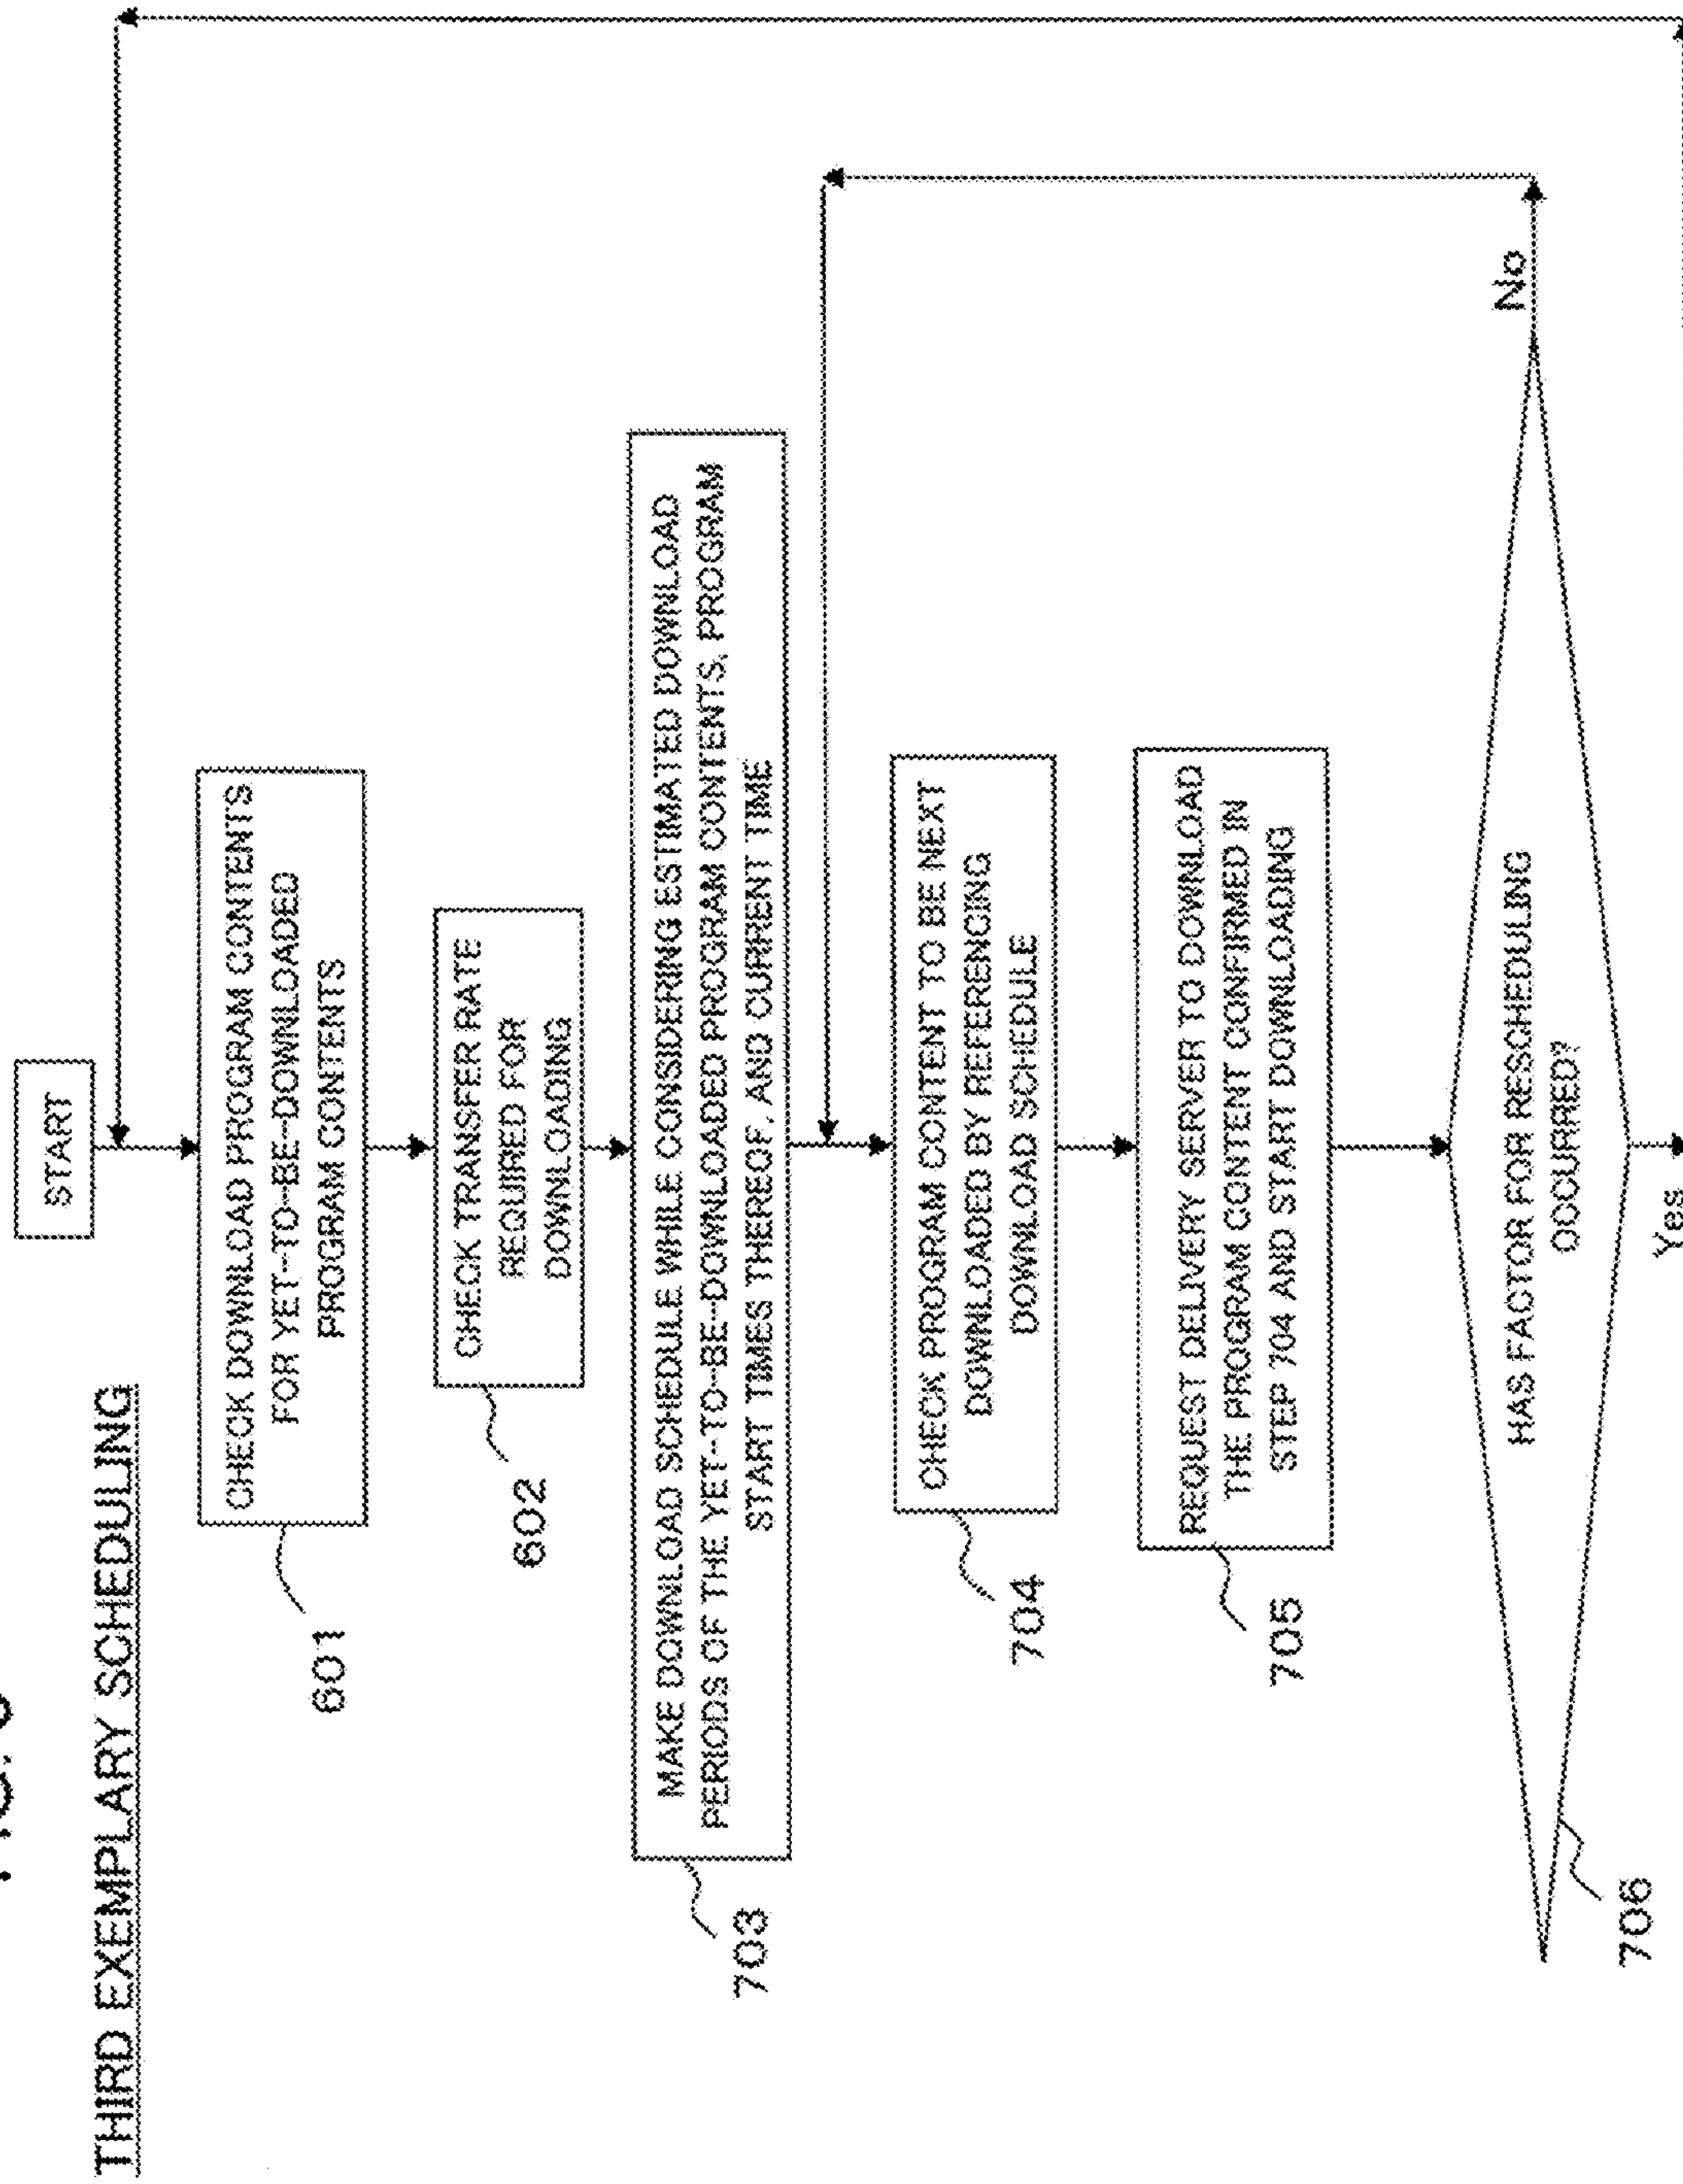 THIRD EXEMPLARY SCHEDULING
START
CHECK DOWNLOAD PROGRAM CONTENTS
FOR YET-TO-BE-DOWNLOADED
PROGRAM CONTENTS
601
CHECK TRANSFER RATE
REQUIRED FOR
DOWNLOADING
602
MAKE DOWNLOAD SCHEDULE WHILE CONSIDERING ESTIMATED DOWNLOAD
PERIODS OF THE YET-TO-BE-DOWNLOADED PROGRAM CONTENTS, PROGRAM
START TIMES THEREOF, AND CURRENT TIME
703
CHECK PROGRAM CONTENT TO BE NEXT
DOWNLOADED BY REFERENCING
DOWNLOAD SCHEDULE
704
REQUEST DELIVERY SERVER TO DOWNLOAD
THE PROGRAM CONTENT CONFIRMED IN
STEP 704 AND START DOWNLOADING
705
HAS FACTOR FOR RESCHEDULING
OCCURRED?
No
706
Yes